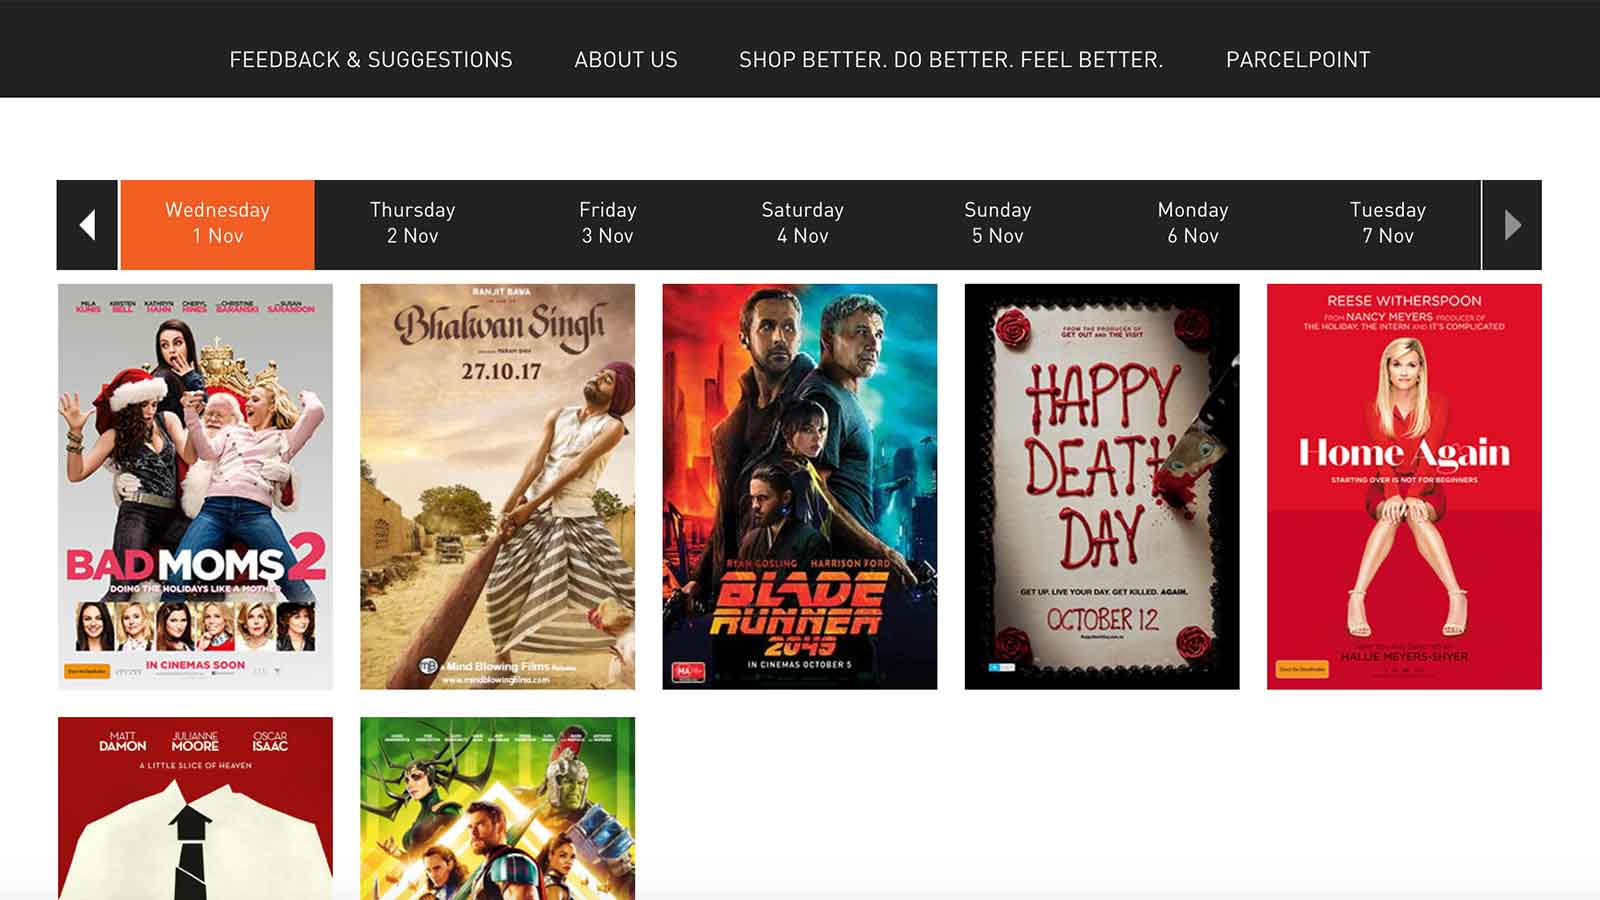 FEEDBACK & SUGGESTIONS
ABOUT US
SHOP BETTER. DO BETTER. FEEL BETTER.
PARCELPOINT
Wednesday
1 Nov
Thursday
2 Nov
Friday
3 Nov
Saturday
4 Nov
Sunday
5 Nov
Monday
6 Nov
Tuesday
7 Nov
MILA KUNIS
KRISTEN BELL
KATHRYN HAHN
CHERYL HINES
CHRISTINE BARANSKI
SUSAN SARANDON
BAD MOMS 2
DOING THE HOLIDAYS LIKE A MOTHER
IN CINEMAS SOON
RANJIT BAWA
Bhalwan Singh
27.10.17
Mind Blowing Films
www.mindblowingfilms.com
RYAN GOSLING HARRISON FORD
BLADE
RUNNER
2049
IN CINEMAS OCTOBER 5
MA
FROM THE PRODUCER OF
GET OUT AND THE VISIT
HAPPY
DEATH
DAY
GET UP. LIVE YOUR DAY. GET KILLED. AGAIN.
OCTOBER 12
REESE WITHERSPOON
FROM NANCY MEYERS PRODUCER OF
THE HOLIDAY, THE INTERN AND IT'S COMPLICATED
Home Again
STARTING OVER IS NOT FOR BEGINNERS
HALLIE MEYERS-SHYER
MATT DAMON
JULIANNE MOORE
OSCAR ISAAC
A LITTLE SLICE OF HEAVEN